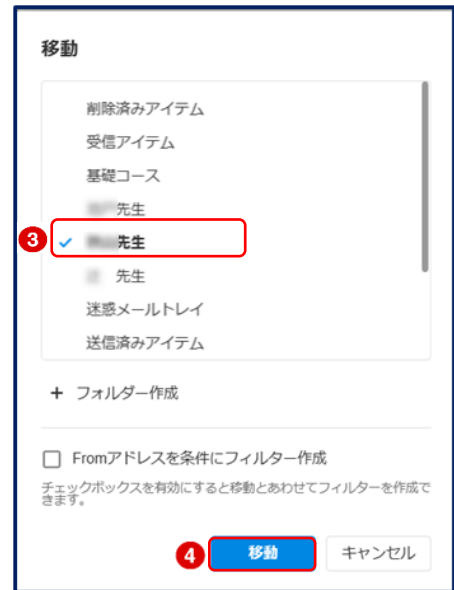 移動
削除済みアイテム
受信アイテム
基礎コース
先生
3 先生
先生
迷惑メールトレイ
送信済みアイテム
+ フォルダー作成
Fromアドレスを条件にフィルター作成
チェックボックスを有効にすると移動とあわせてフィルターを作成で
きます。
4 移動 キャンセル